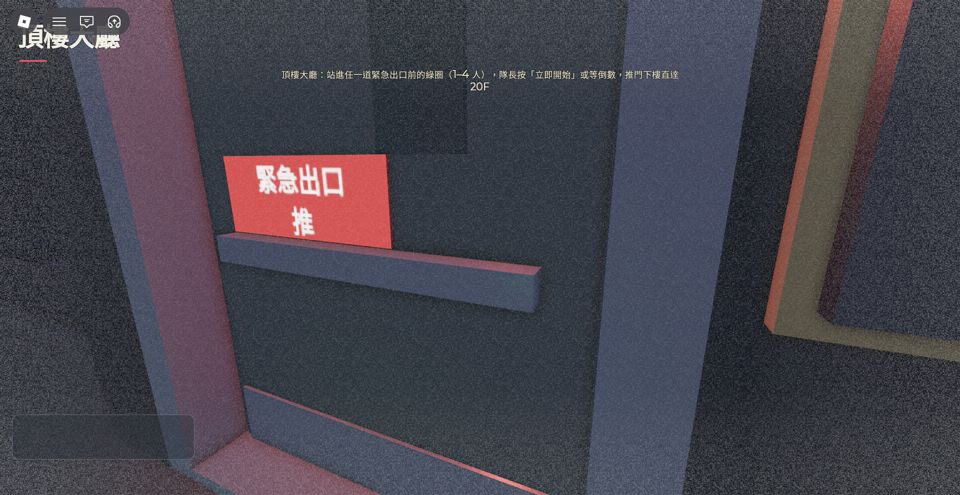 頂樓大廳
頂樓大廳：站進任一道緊急出口前的綠圈（1–4 人），隊長按「立即開始」或等倒數，推門下樓直達
20F
緊急出口
推